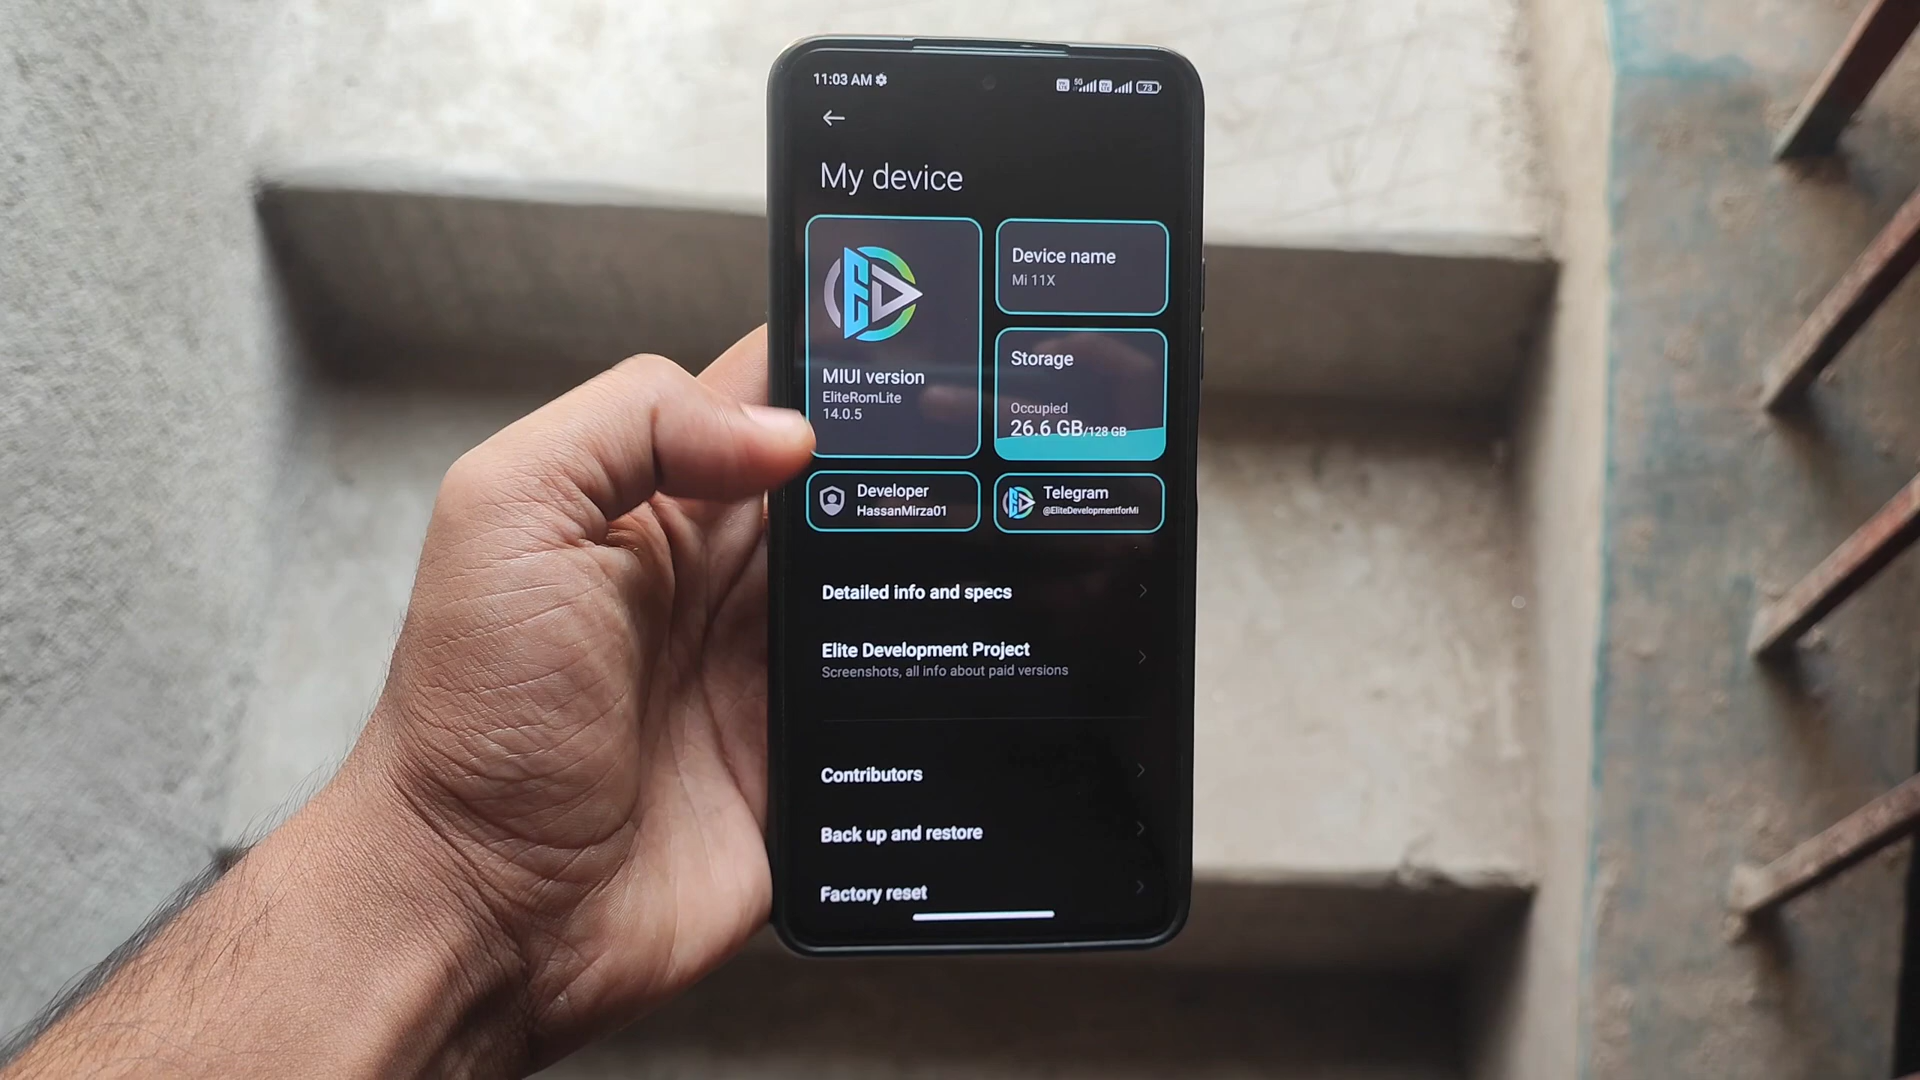 11:03 AM
5G
73
My device
MIUI version
EliteRomLite
14.0.5
Device name
Mi 11X
Storage
Occupied
26.6 GB/128 GB
Developer
HassanMirza01
Telegram
@EliteDevelopmentforMi
Detailed info and specs
Elite Development Project
Screenshots, all info about paid versions
Contributors
Back up and restore
Factory reset